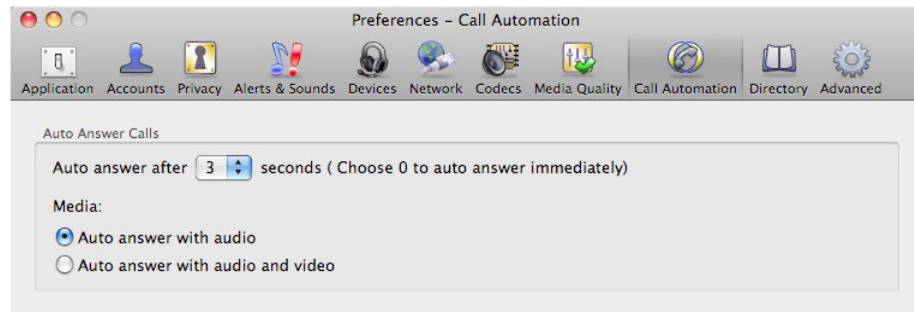 Preferences – Call Automation
Application Accounts Privacy Alerts & Sounds Devices Network Codecs Media Quality Call Automation Directory Advanced
Auto Answer Calls
Auto answer after 3 seconds ( Choose 0 to auto answer immediately)
Media:
Auto answer with audio
Auto answer with audio and video